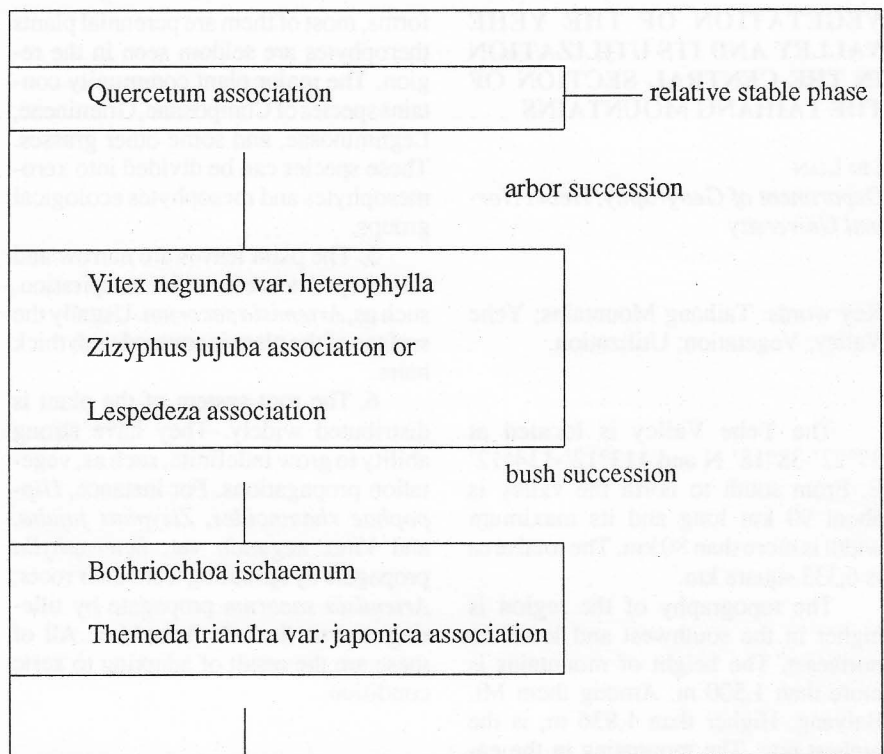 Quercetum association
relative stable phase
arbor succession
Vitex negundo var. heterophylla
Zizyphus jujuba association or
Lespedeza association
bush succession
Bothriochloa ischaemum
Themeda triandra var. japonica association